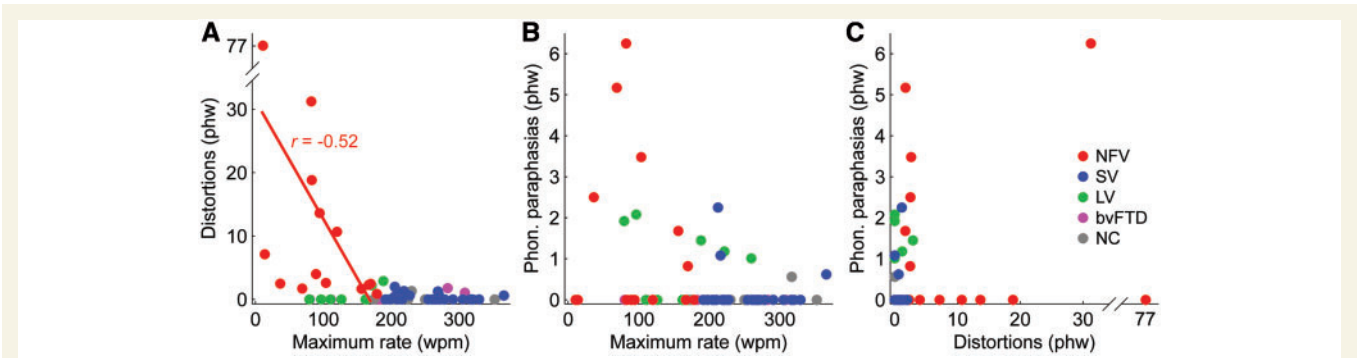 A
B
C
77
30
20
10
0
Distortions (phw)
r = -0.52
0 100 200 300
Maximum rate (wpm)
6
5
4
3
2
1
0
Phon. paraphasias (phw)
0 100 200 300
Maximum rate (wpm)
6
5
4
3
2
1
0
Phon. paraphasias (phw)
NFV
SV
LV
bvFTD
NC
0 10 20 30 77
Distortions (phw)